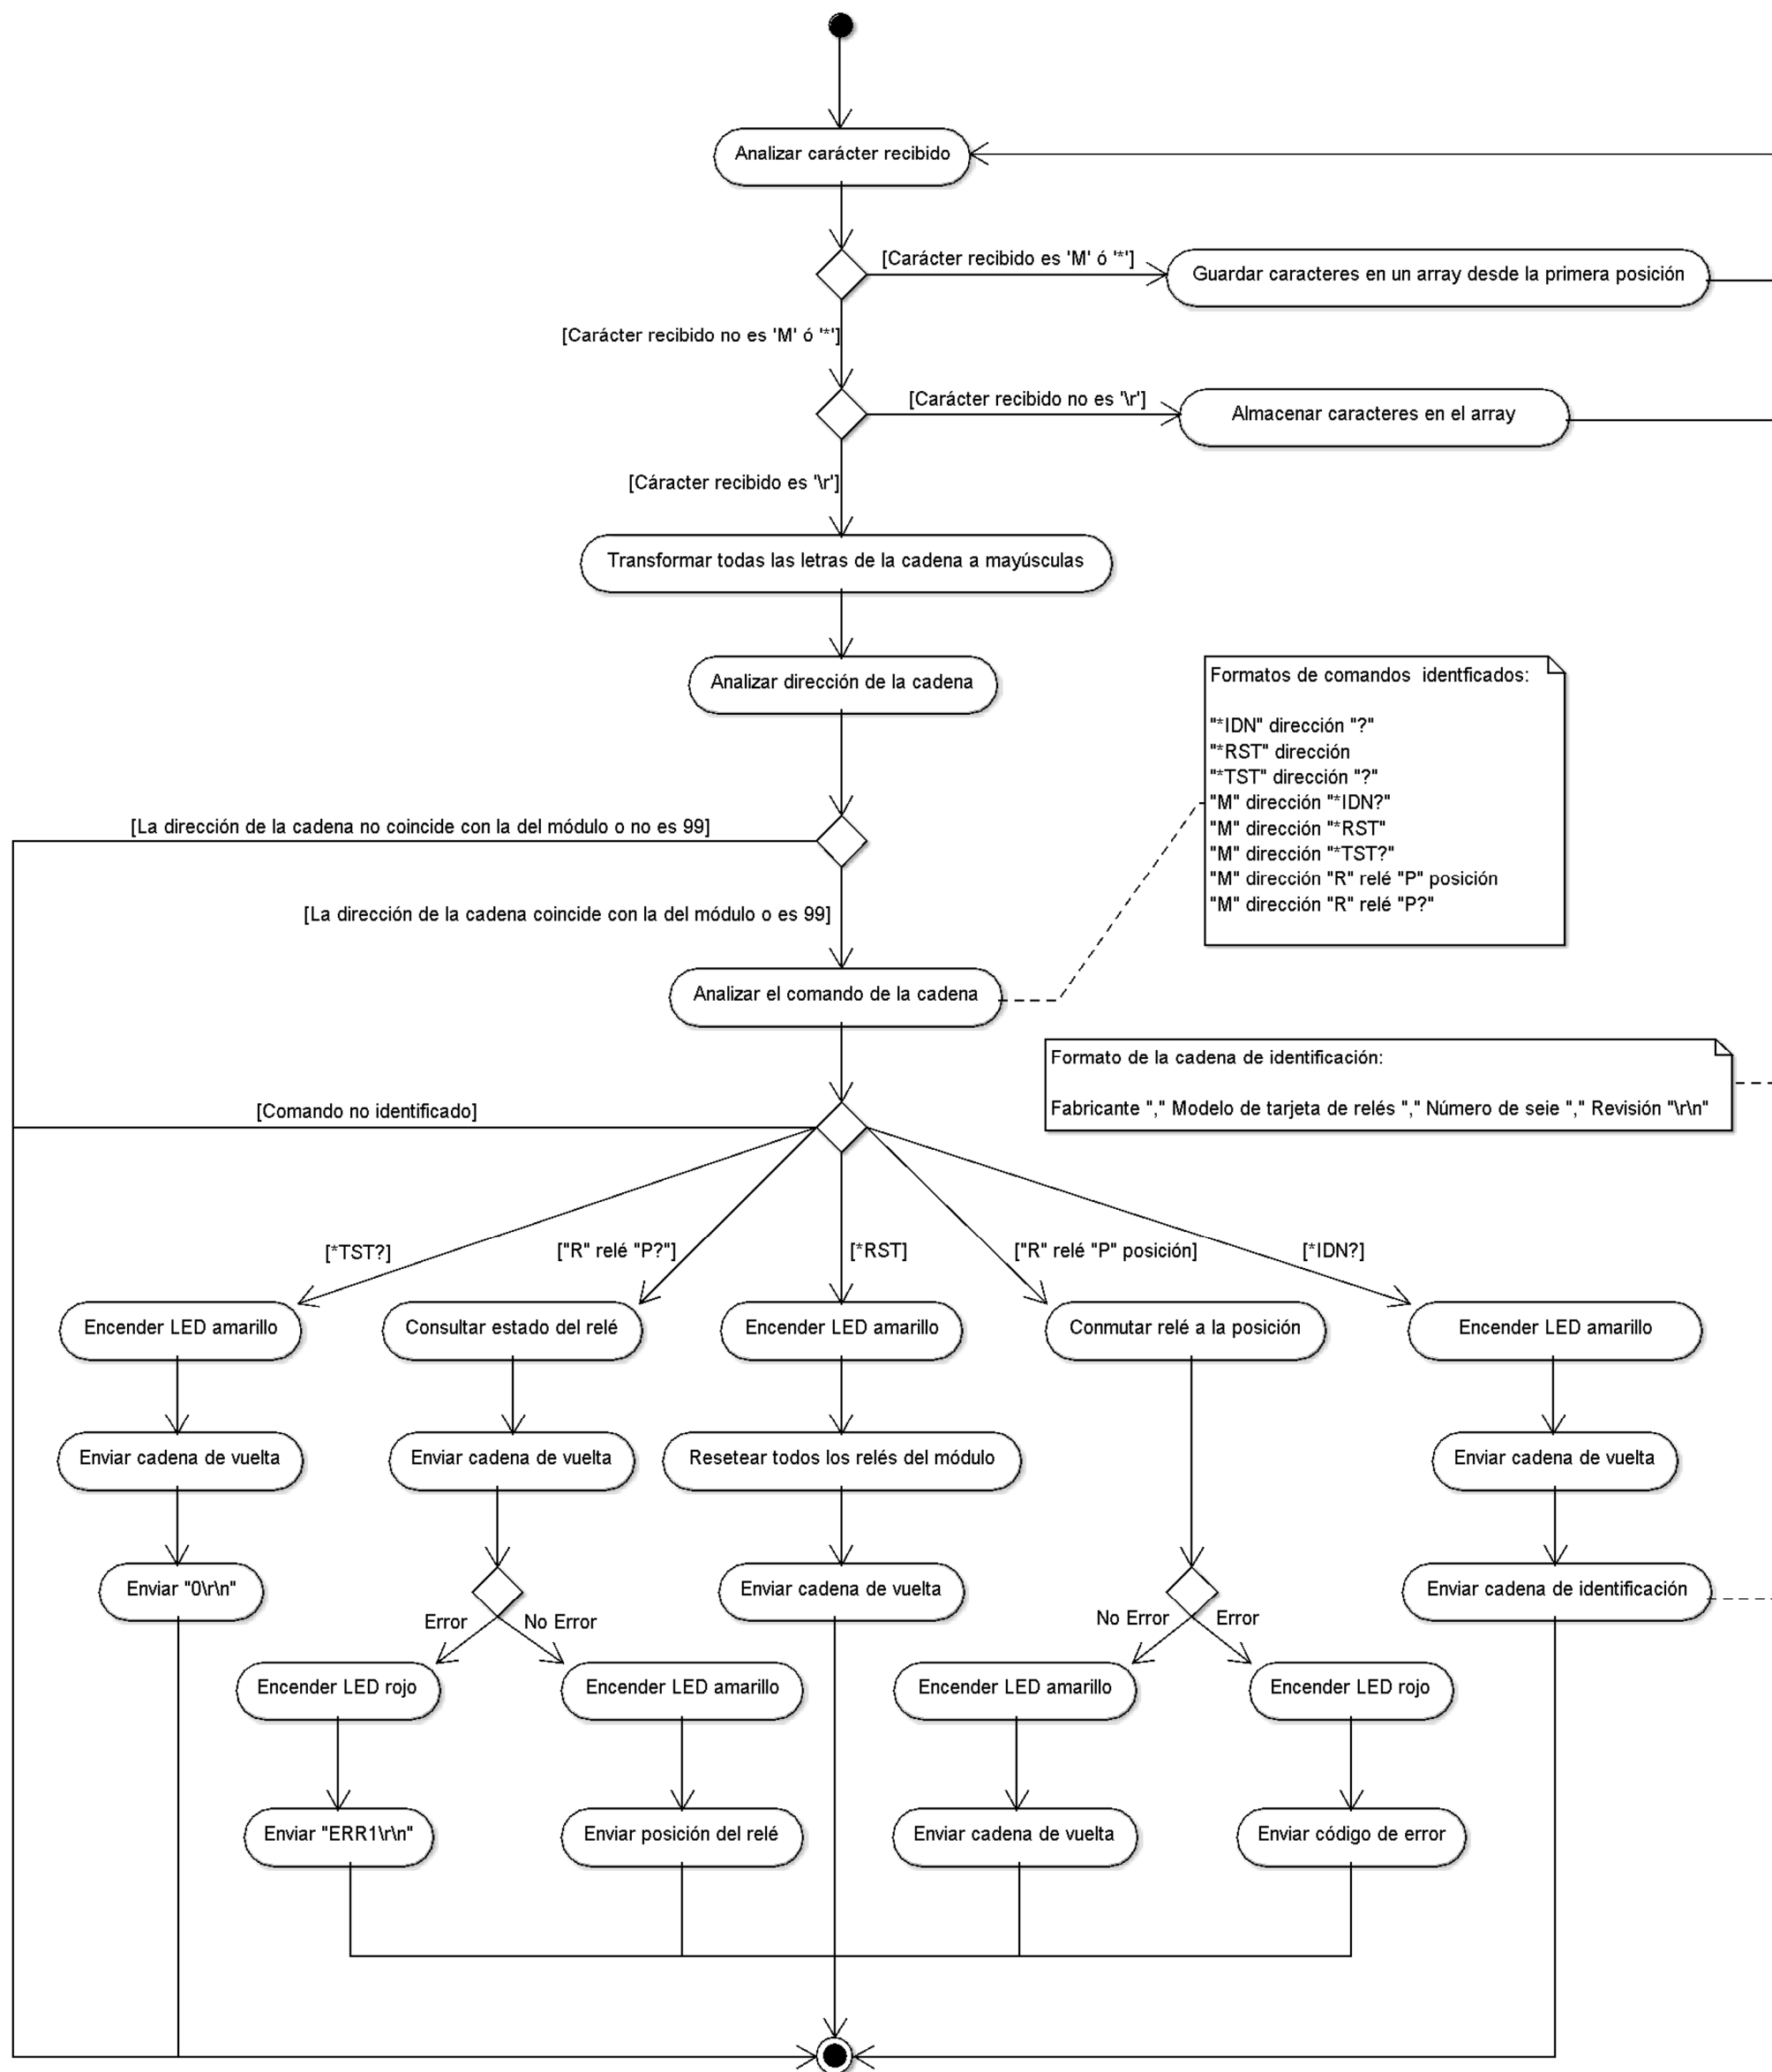 Analizar carácter recibido
[Carácter recibido es 'M' ó '*']
Guardar caracteres en un array desde la primera posición
[Carácter recibido no es 'M' ó '*']
[Carácter recibido no es '\r']
Almacenar caracteres en el array
[Cáracter recibido es '\r']
Transformar todas las letras de la cadena a mayúsculas
Analizar dirección de la cadena
Formatos de comandos identficados:
"*IDN" dirección "?"
"*RST" dirección
"*TST" dirección "?"
"M" dirección "*IDN?"
"M" dirección "*RST"
"M" dirección "*TST?"
"M" dirección "R" relé "P" posición
"M" dirección "R" relé "P?"
[La dirección de la cadena no coincide con la del módulo o no es 99]
[La dirección de la cadena coincide con la del módulo o es 99]
Analizar el comando de la cadena
Formato de la cadena de identificación:
Fabricante "," Modelo de tarjeta de relés "," Número de seie "," Revisión "\r\n"
[Comando no identificado]
[*TST?]
["R" relé "P?"]
[*RST]
["R" relé "P" posición]
[*IDN?]
Encender LED amarillo
Consultar estado del relé
Encender LED amarillo
Conmutar relé a la posición
Encender LED amarillo
Enviar cadena de vuelta
Enviar cadena de vuelta
Resetear todos los relés del módulo
Enviar cadena de vuelta
Enviar "0\r\n"
Enviar cadena de vuelta
Enviar cadena de identificación
Error
No Error
No Error
Error
Encender LED rojo
Encender LED amarillo
Encender LED amarillo
Encender LED rojo
Enviar "ERR1\r\n"
Enviar posición del relé
Enviar cadena de vuelta
Enviar código de error